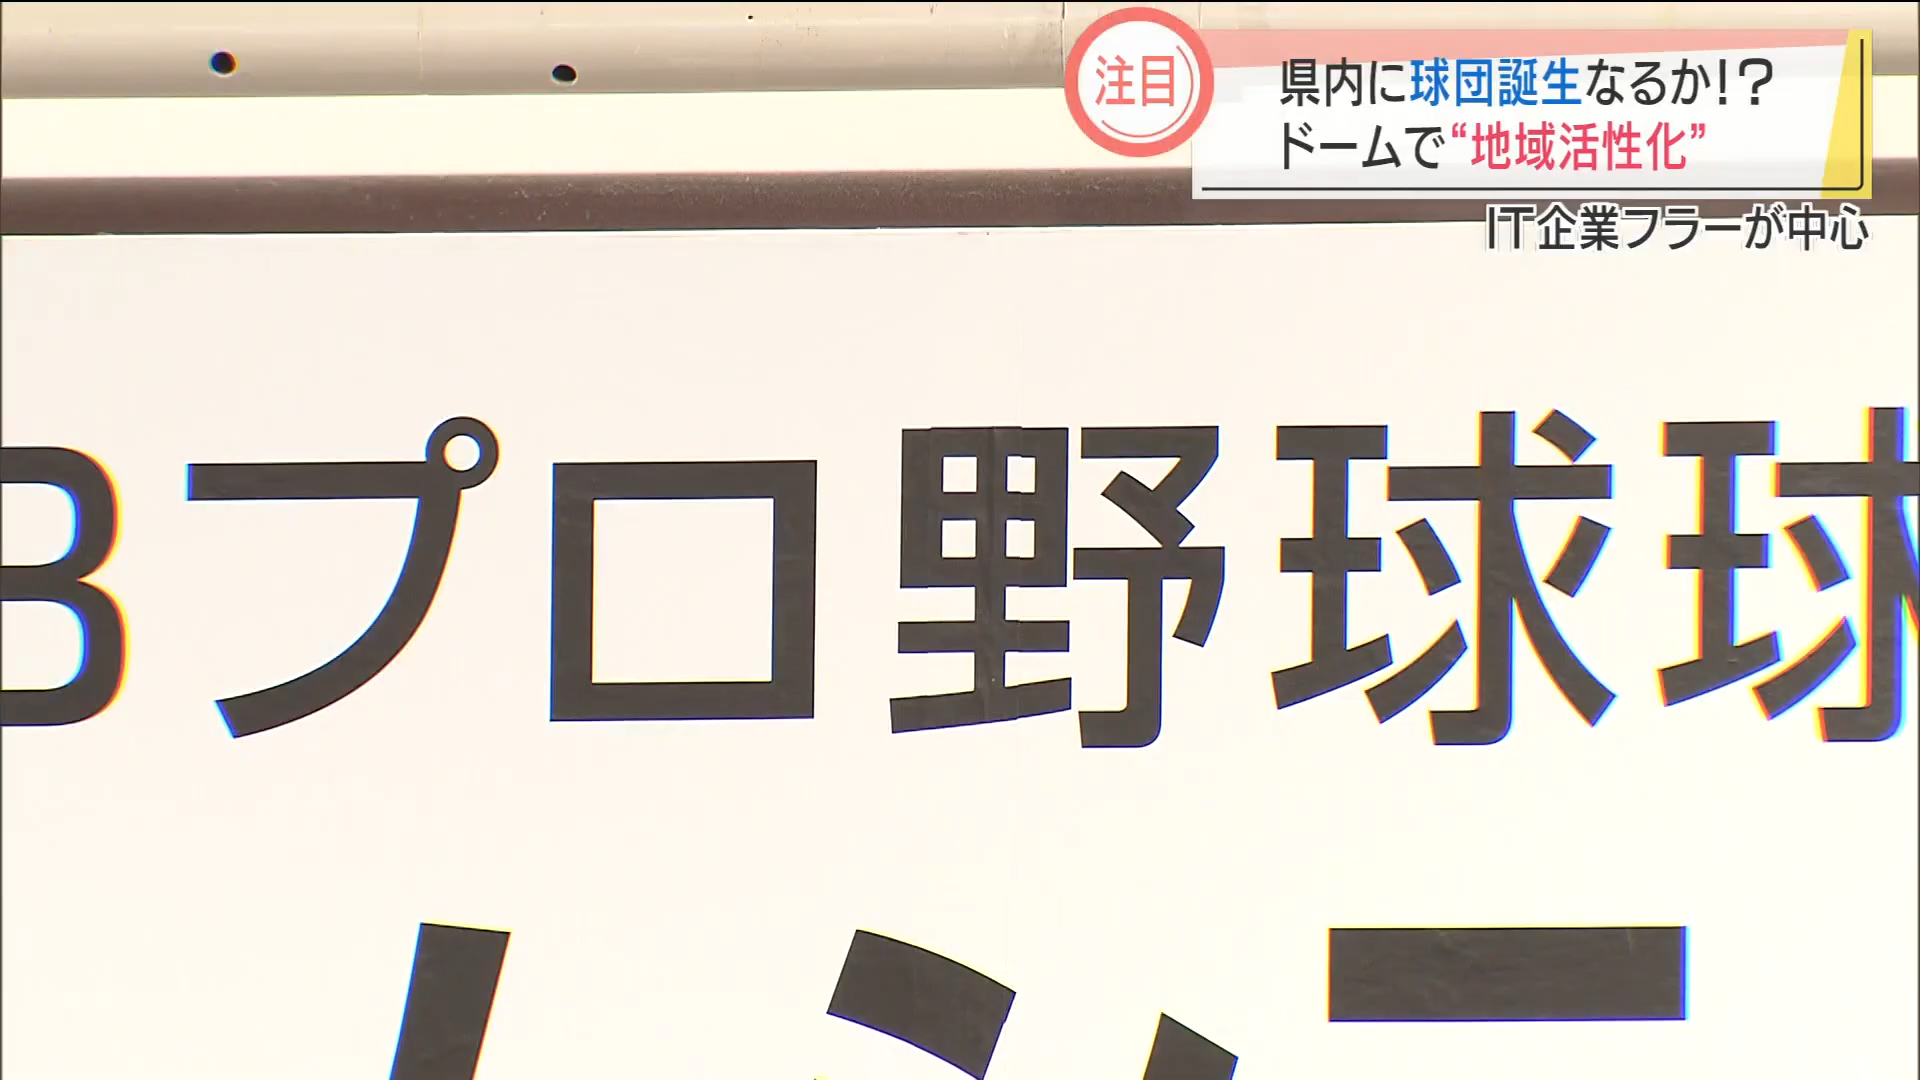 注目
県内に球団誕生なるか!?
ドームで“地域活性化”
IT企業フラーが中心
Bプロ野球球